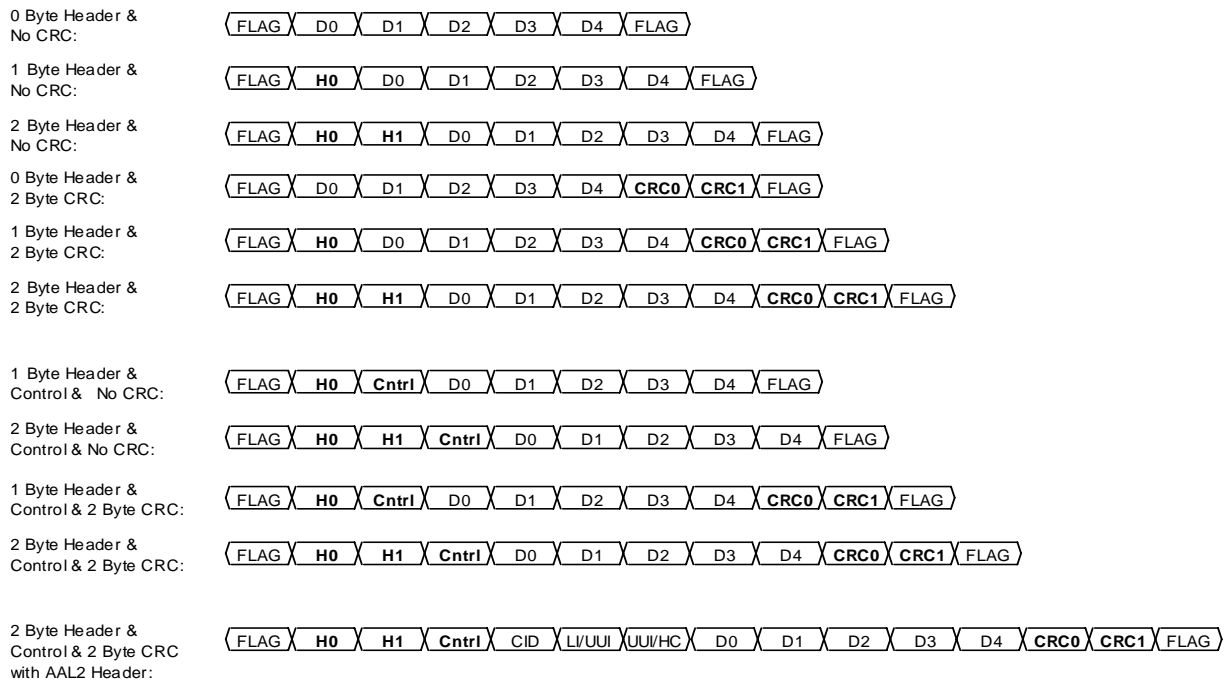 0 Byte Header &
No CRC:
FLAG D0 D1 D2 D3 D4 FLAG
1 Byte Header &
No CRC:
FLAG H0 D0 D1 D2 D3 D4 FLAG
2 Byte Header &
No CRC:
FLAG H0 H1 D0 D1 D2 D3 D4 FLAG
0 Byte Header &
2 Byte CRC:
FLAG D0 D1 D2 D3 D4 CRC0 CRC1 FLAG
1 Byte Header &
2 Byte CRC:
FLAG H0 D0 D1 D2 D3 D4 CRC0 CRC1 FLAG
2 Byte Header &
2 Byte CRC:
FLAG H0 H1 D0 D1 D2 D3 D4 CRC0 CRC1 FLAG
1 Byte Header &
Control & No CRC:
FLAG H0 Cntrl D0 D1 D2 D3 D4 FLAG
2 Byte Header &
Control & No CRC:
FLAG H0 H1 Cntrl D0 D1 D2 D3 D4 FLAG
1 Byte Header &
Control & 2 Byte CRC:
FLAG H0 Cntrl D0 D1 D2 D3 D4 CRC0 CRC1 FLAG
2 Byte Header &
Control & 2 Byte CRC:
FLAG H0 H1 Cntrl D0 D1 D2 D3 D4 CRC0 CRC1 FLAG
2 Byte Header &
Control & 2 Byte CRC
with AAL2 Header:
FLAG H0 H1 Cntrl CID LI/UUI UUI/HC D0 D1 D2 D3 D4 CRC0 CRC1 FLAG